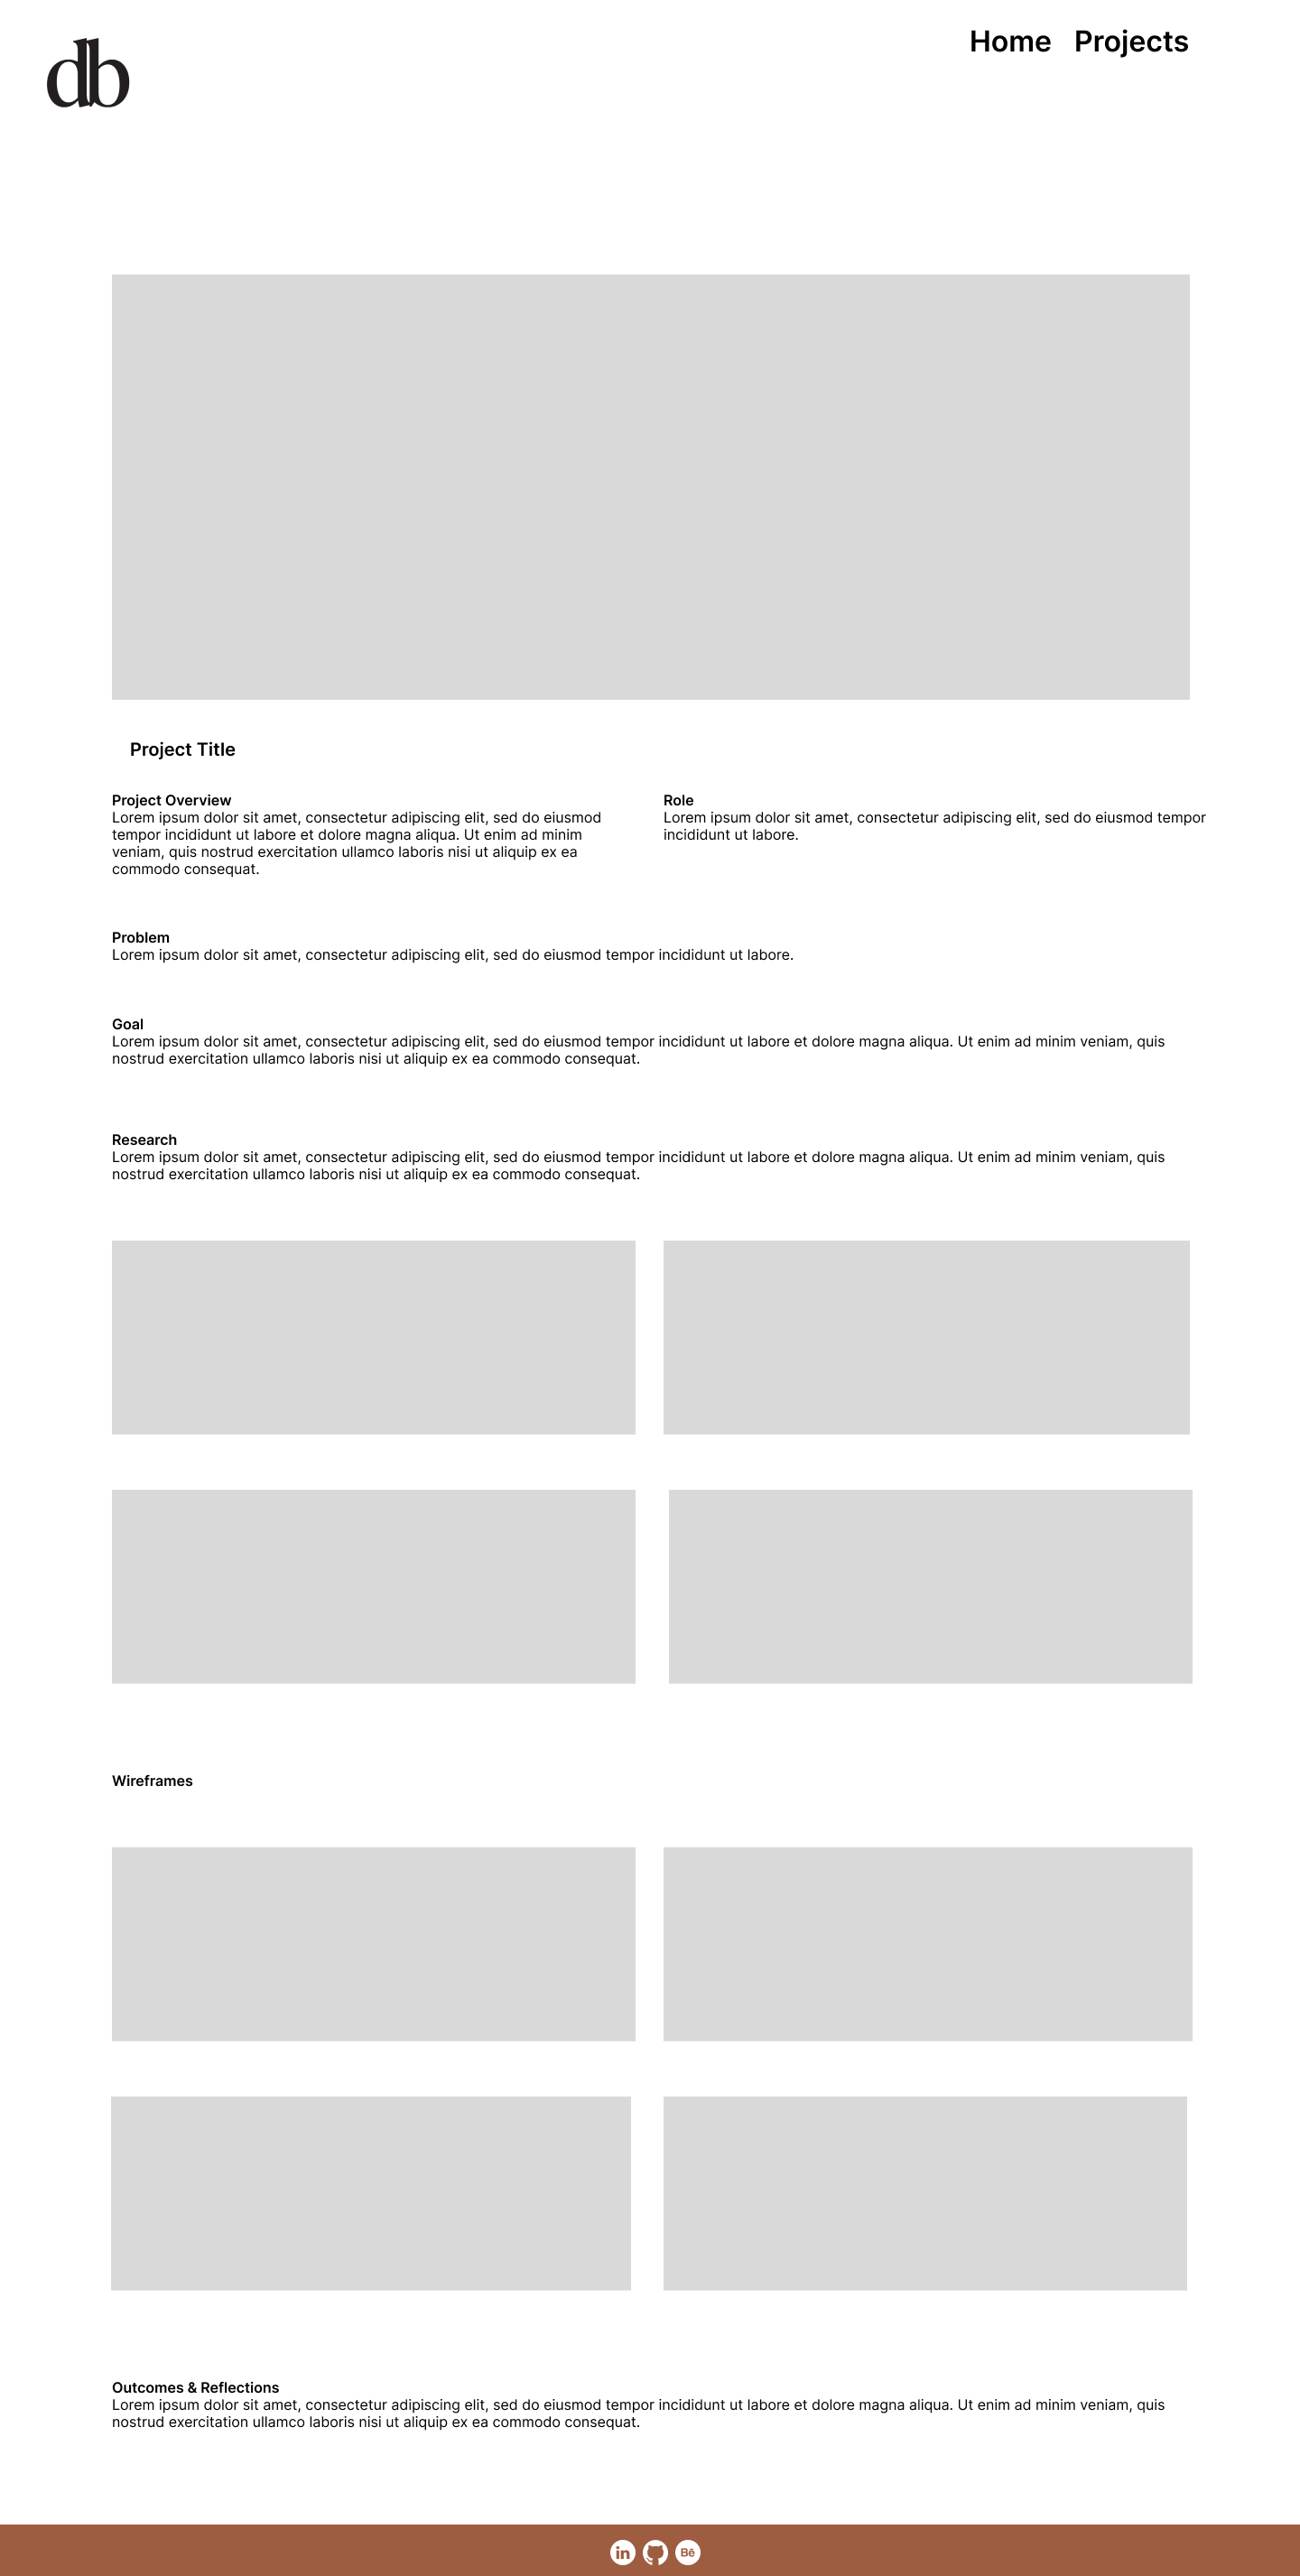 db
Home Projects
Project Title
Project Overview
Lorem ipsum dolor sit amet, consectetur adipiscing elit, sed do eiusmod
tempor incididunt ut labore et dolore magna aliqua. Ut enim ad minim
veniam, quis nostrud exercitation ullamco laboris nisi ut aliquip ex ea
commodo consequat.
Role
Lorem ipsum dolor sit amet, consectetur adipiscing elit, sed do eiusmod tempor
incididunt ut labore.
Problem
Lorem ipsum dolor sit amet, consectetur adipiscing elit, sed do eiusmod tempor incididunt ut labore.
Goal
Lorem ipsum dolor sit amet, consectetur adipiscing elit, sed do eiusmod tempor incididunt ut labore et dolore magna aliqua. Ut enim ad minim veniam, quis
nostrud exercitation ullamco laboris nisi ut aliquip ex ea commodo consequat.
Research
Lorem ipsum dolor sit amet, consectetur adipiscing elit, sed do eiusmod tempor incididunt ut labore et dolore magna aliqua. Ut enim ad minim veniam, quis
nostrud exercitation ullamco laboris nisi ut aliquip ex ea commodo consequat.
Wireframes
Outcomes & Reflections
Lorem ipsum dolor sit amet, consectetur adipiscing elit, sed do eiusmod tempor incididunt ut labore et dolore magna aliqua. Ut enim ad minim veniam, quis
nostrud exercitation ullamco laboris nisi ut aliquip ex ea commodo consequat.
in Bē